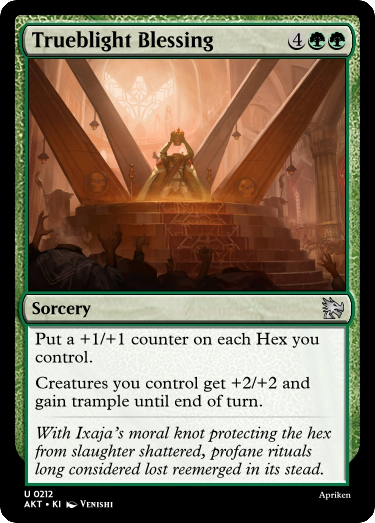 Trueblight Blessing 4
Sorcery
Put a +1/+1 counter on each Hex you
control.
Creatures you control get +2/+2 and
gain trample until end of turn.
With Ixaja's moral knot protecting the hex
from slaughter shattered, profane rituals
long considered lost reemerged in its stead.
U 0212
AKT • KI Venishi
Apriken